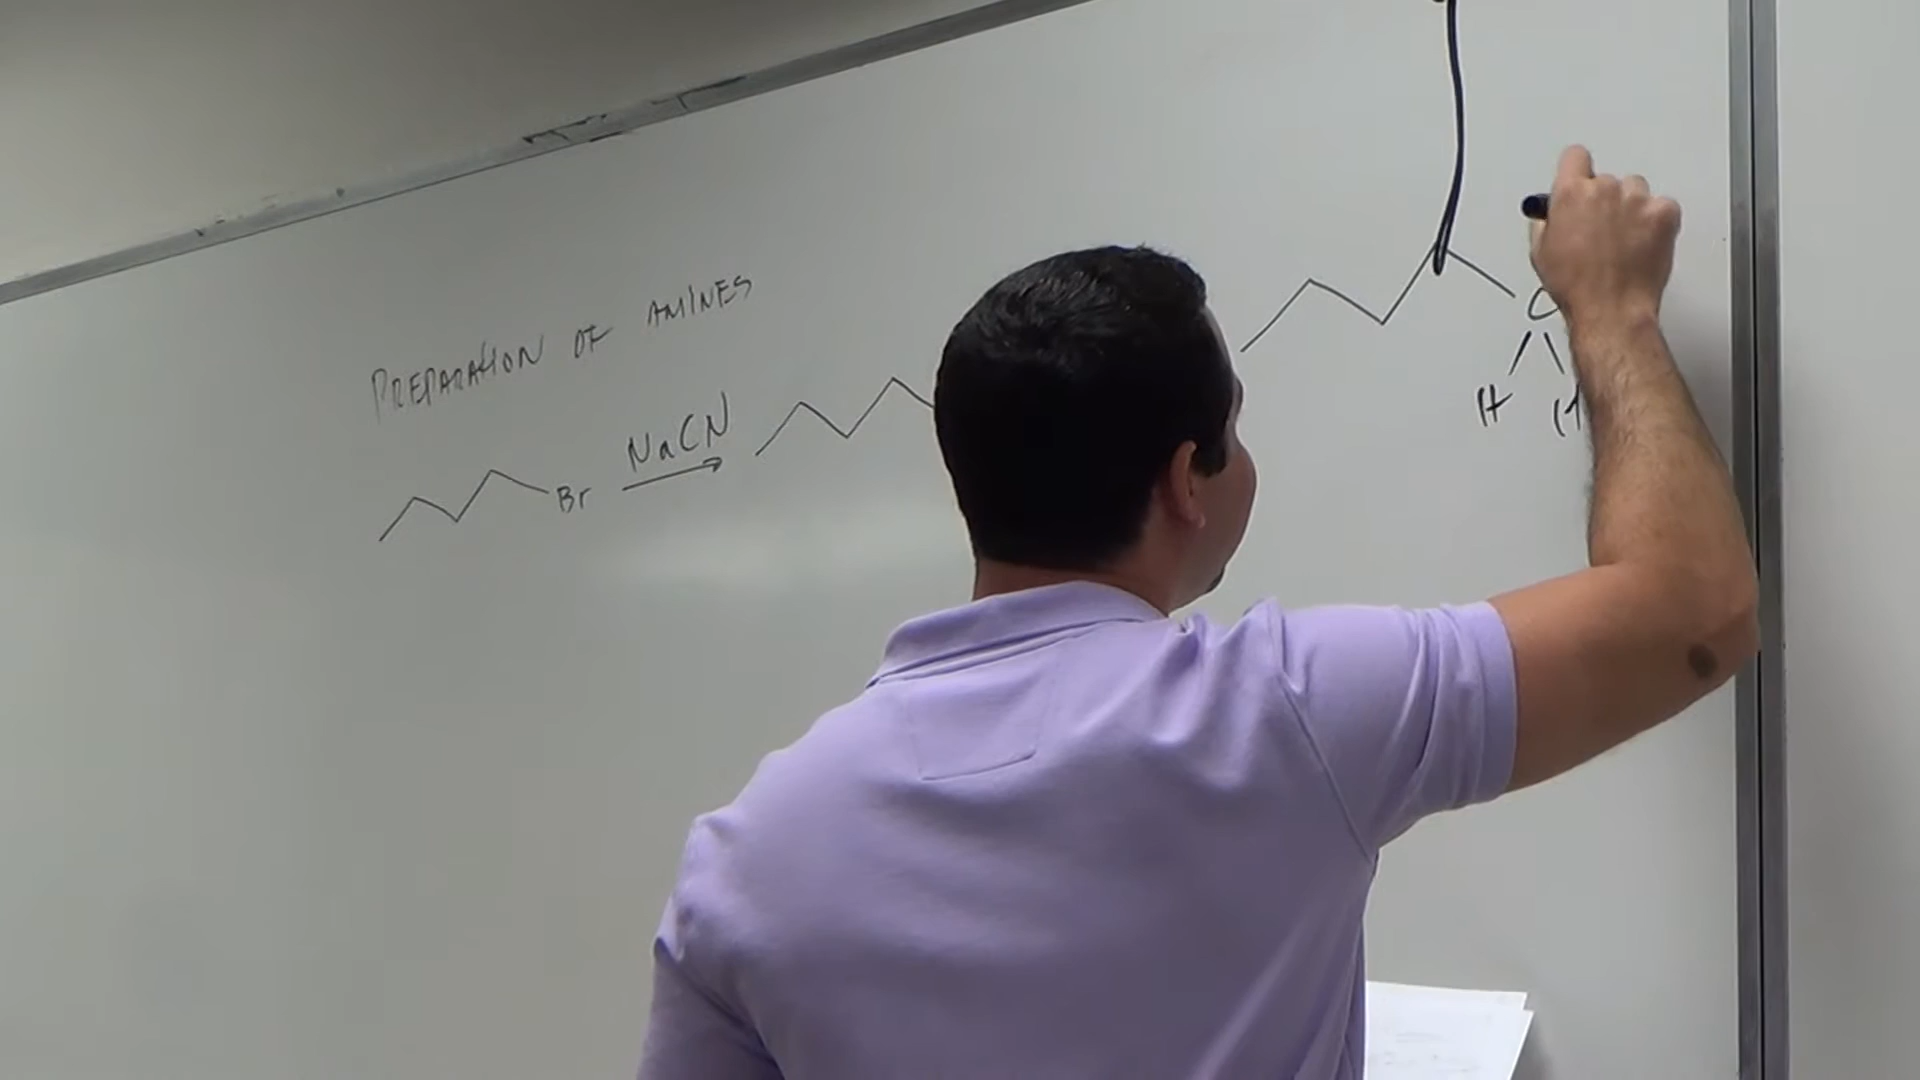 PREPARATION OF AMINES
NaCN
Br
C
H H